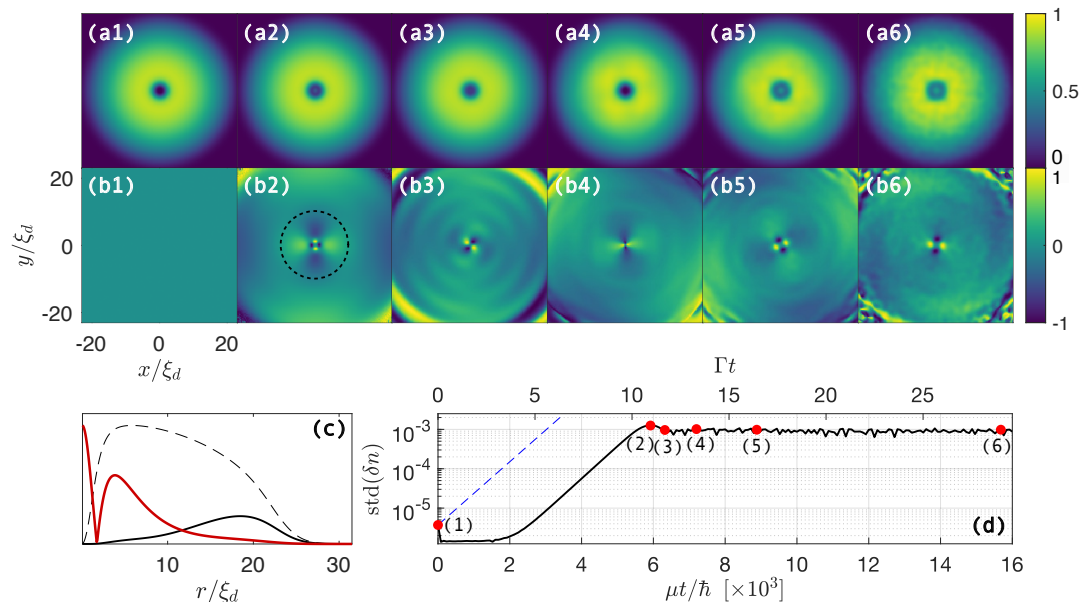 (a1) (a2) (a3) (a4) (a5) (a6)
1
0.5
0
(b1) (b2) (b3) (b4) (b5) (b6)
1
0
-1
20
0
-20
y/ξ_d
-20 0 20
x/ξ_d
(c)
0 10 20 30
r/ξ_d
Γt
0 5 10 15 20 25
std(δn)
10^{-3}
10^{-4}
10^{-5}
(1)
(2) (3) (4) (5) (6)
(d)
0 2 4 6 8 10 12 14 16
μt/ℏ [×10^3]